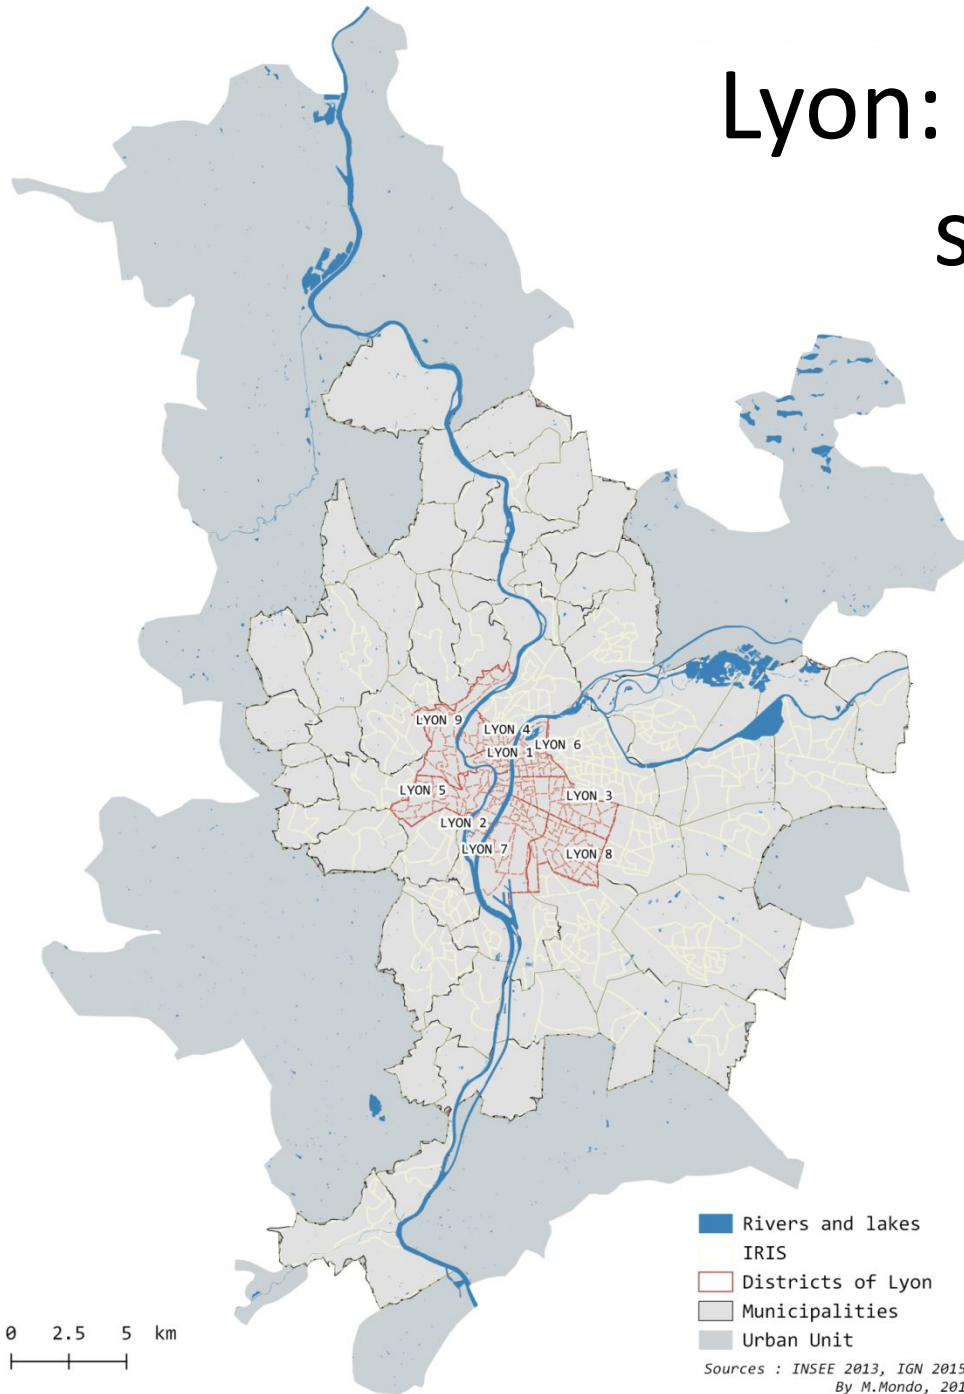 Lyon:
LYON 9
LYON 4
LYON 1
LYON 6
LYON 5
LYON 3
LYON 2
LYON 7
LYON 8
Rivers and lakes
IRIS
Districts of Lyon
Municipalities
Urban Unit
0 2.5 5 km
Sources : INSEE 2013, IGN 2015
By M.Mondo, 201